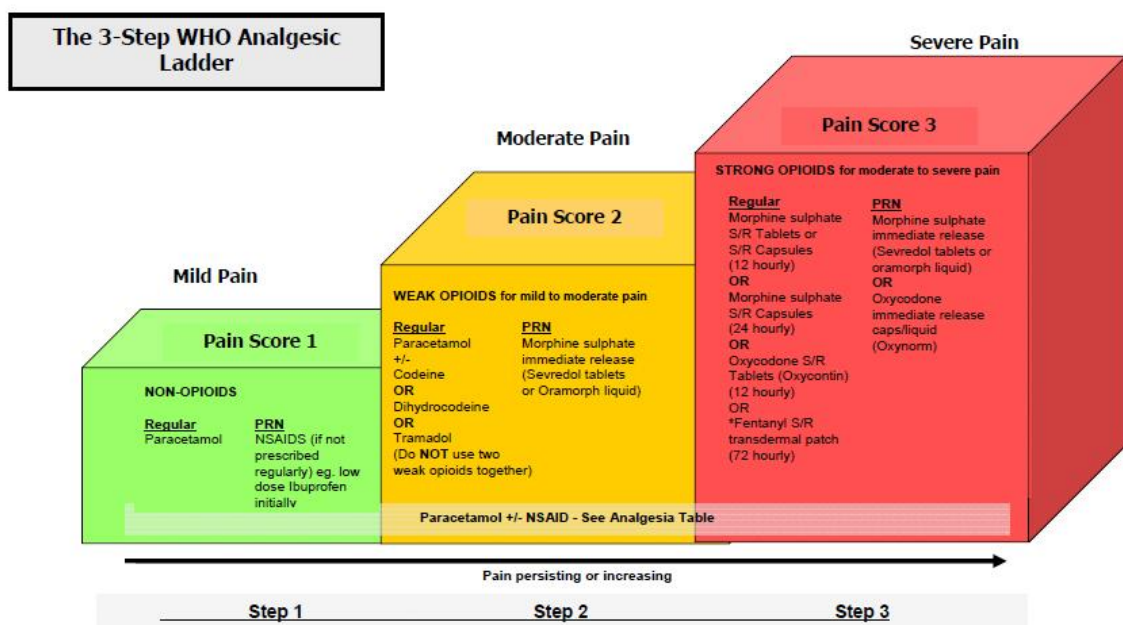 The 3-Step WHO Analgesic
Ladder
Severe Pain
Moderate Pain
Mild Pain
Pain Score 1
NON-OPIOIDS
Regular
Paracetamol
PRN
NSAIDS (if not
prescribed
regularly) eg. low
dose Ibuprofen
initially
Pain Score 2
WEAK OPIOIDS for mild to moderate pain
Regular
Paracetamol
+/-
Codeine
OR
Dihydrocodeine
OR
Tramadol
(Do NOT use two
weak opioids together)
PRN
Morphine sulphate
immediate release
(Sevredol tablets
or Oramorph liquid)
Pain Score 3
STRONG OPIOIDS for moderate to severe pain
Regular
Morphine sulphate
S/R Tablets or
S/R Capsules
(12 hourly)
OR
Morphine sulphate
S/R Capsules
(24 hourly)
OR
Oxycodone S/R
Tablets (Oxycontin)
(12 hourly)
OR
*Fentanyl S/R
transdermal patch
(72 hourly)
PRN
Morphine sulphate
immediate release
(Sevredol tablets or
oramorph liquid)
OR
Oxycodone
immediate release
caps/liquid
(Oxynorm)
Paracetamol +/- NSAID - See Analgesia Table
Pain persisting or increasing
Step 1 Step 2 Step 3